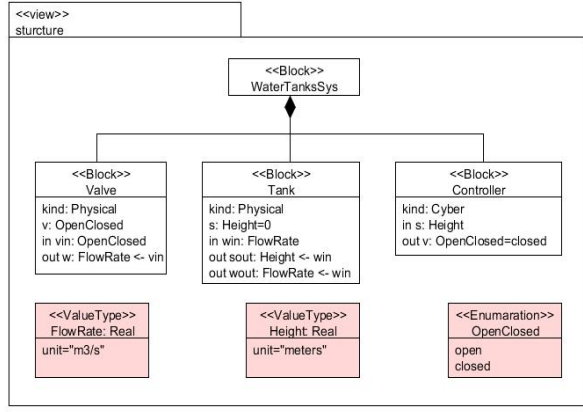 <<view>>
sturcture
<<Block>>
WaterTanksSys
<<Block>>
Valve
kind: Physical
v: OpenClosed
in vin: OpenClosed
out w: FlowRate <- vin
<<Block>>
Tank
kind: Physical
s: Height=0
in win: FlowRate
out sout: Height <- win
out wout: FlowRate <- win
<<Block>>
Controller
kind: Cyber
in s: Height
out v: OpenClosed=closed
<<ValueType>>
FlowRate: Real
unit="m3/s"
<<ValueType>>
Height: Real
unit="meters"
<<Enumaration>>
OpenClosed
open
closed